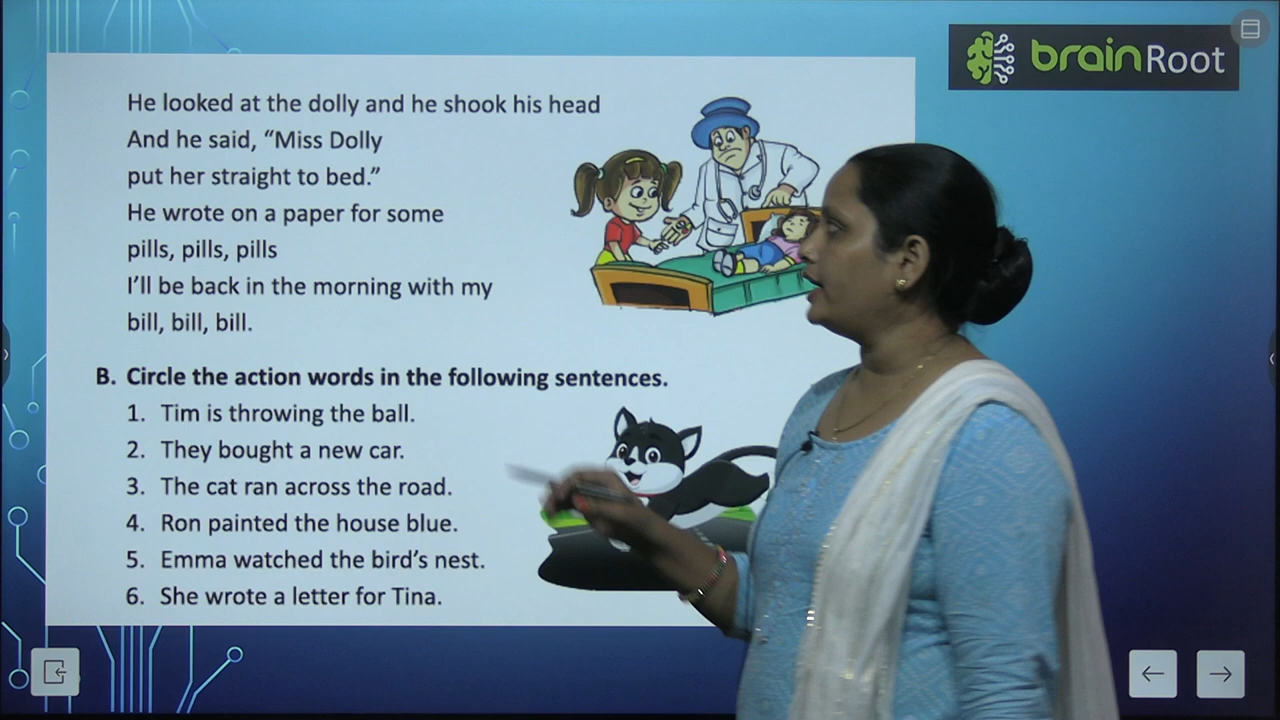 brainRoot
He looked at the dolly and he shook his head
And he said, “Miss Dolly
put her straight to bed.”
He wrote on a paper for some
pills, pills, pills
I’ll be back in the morning with my
bill, bill, bill.
B. Circle the action words in the following sentences.
1. Tim is throwing the ball.
2. They bought a new car.
3. The cat ran across the road.
4. Ron painted the house blue.
5. Emma watched the bird’s nest.
6. She wrote a letter for Tina.